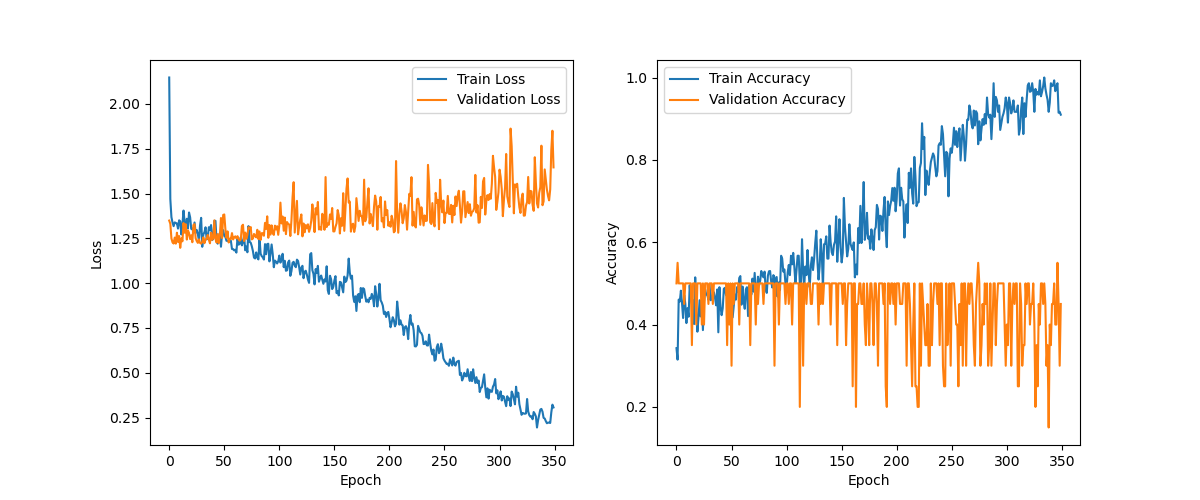 Train Loss
Validation Loss
2.00
1.75
1.50
1.25
1.00
0.75
0.50
0.25
Loss
0 50 100 150 200 250 300 350
Epoch
Train Accuracy
Validation Accuracy
1.0
0.8
0.6
0.4
0.2
Accuracy
0 50 100 150 200 250 300 350
Epoch